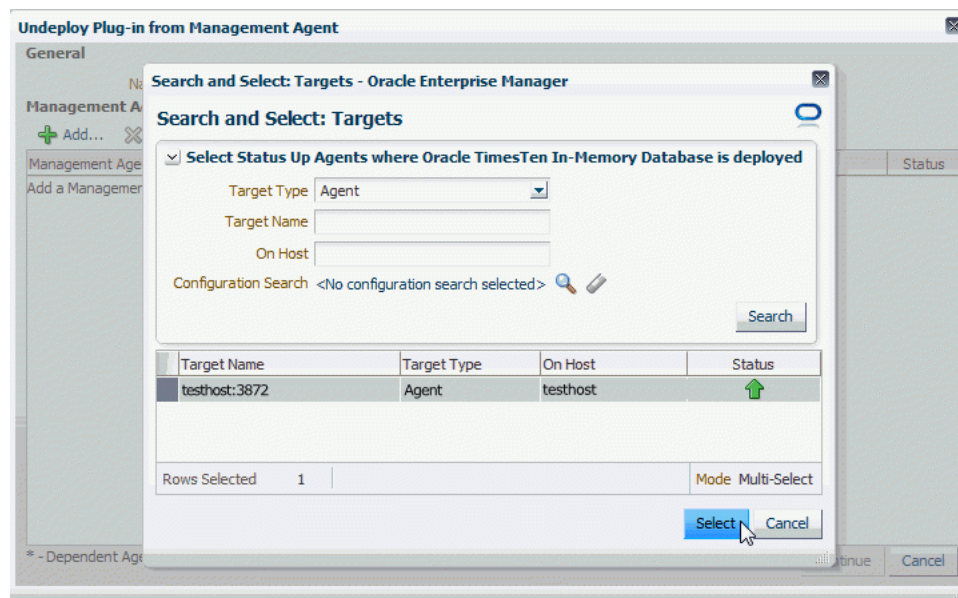 Undeploy Plug-in from Management Agent
General
Na
Search and Select: Targets - Oracle Enterprise Manager
Management A
Search and Select: Targets
Add...
Select Status Up Agents where Oracle TimesTen In-Memory Database is deployed
Management Age
Status
Add a Managemen
Target Type Agent
Target Name
On Host
Configuration Search <No configuration search selected>
Search
Target Name Target Type On Host Status
testhost:3872 Agent testhost
Rows Selected 1 Mode Multi-Select
Select Cancel
* - Dependent Age
tinue Cancel